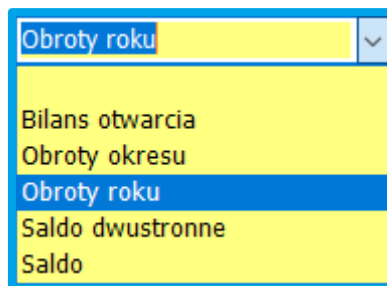 Obroty roku
Bilans otwarcia
Obroty okresu
Obroty roku
Saldo dwustronne
Saldo